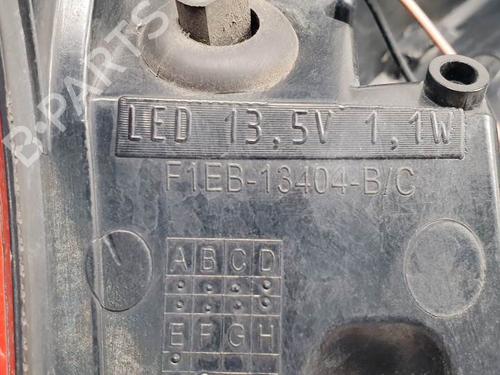 B-PARTS
LED 13,5V 1,1W
F1EB-13404-B/C
A B C D
E F G H